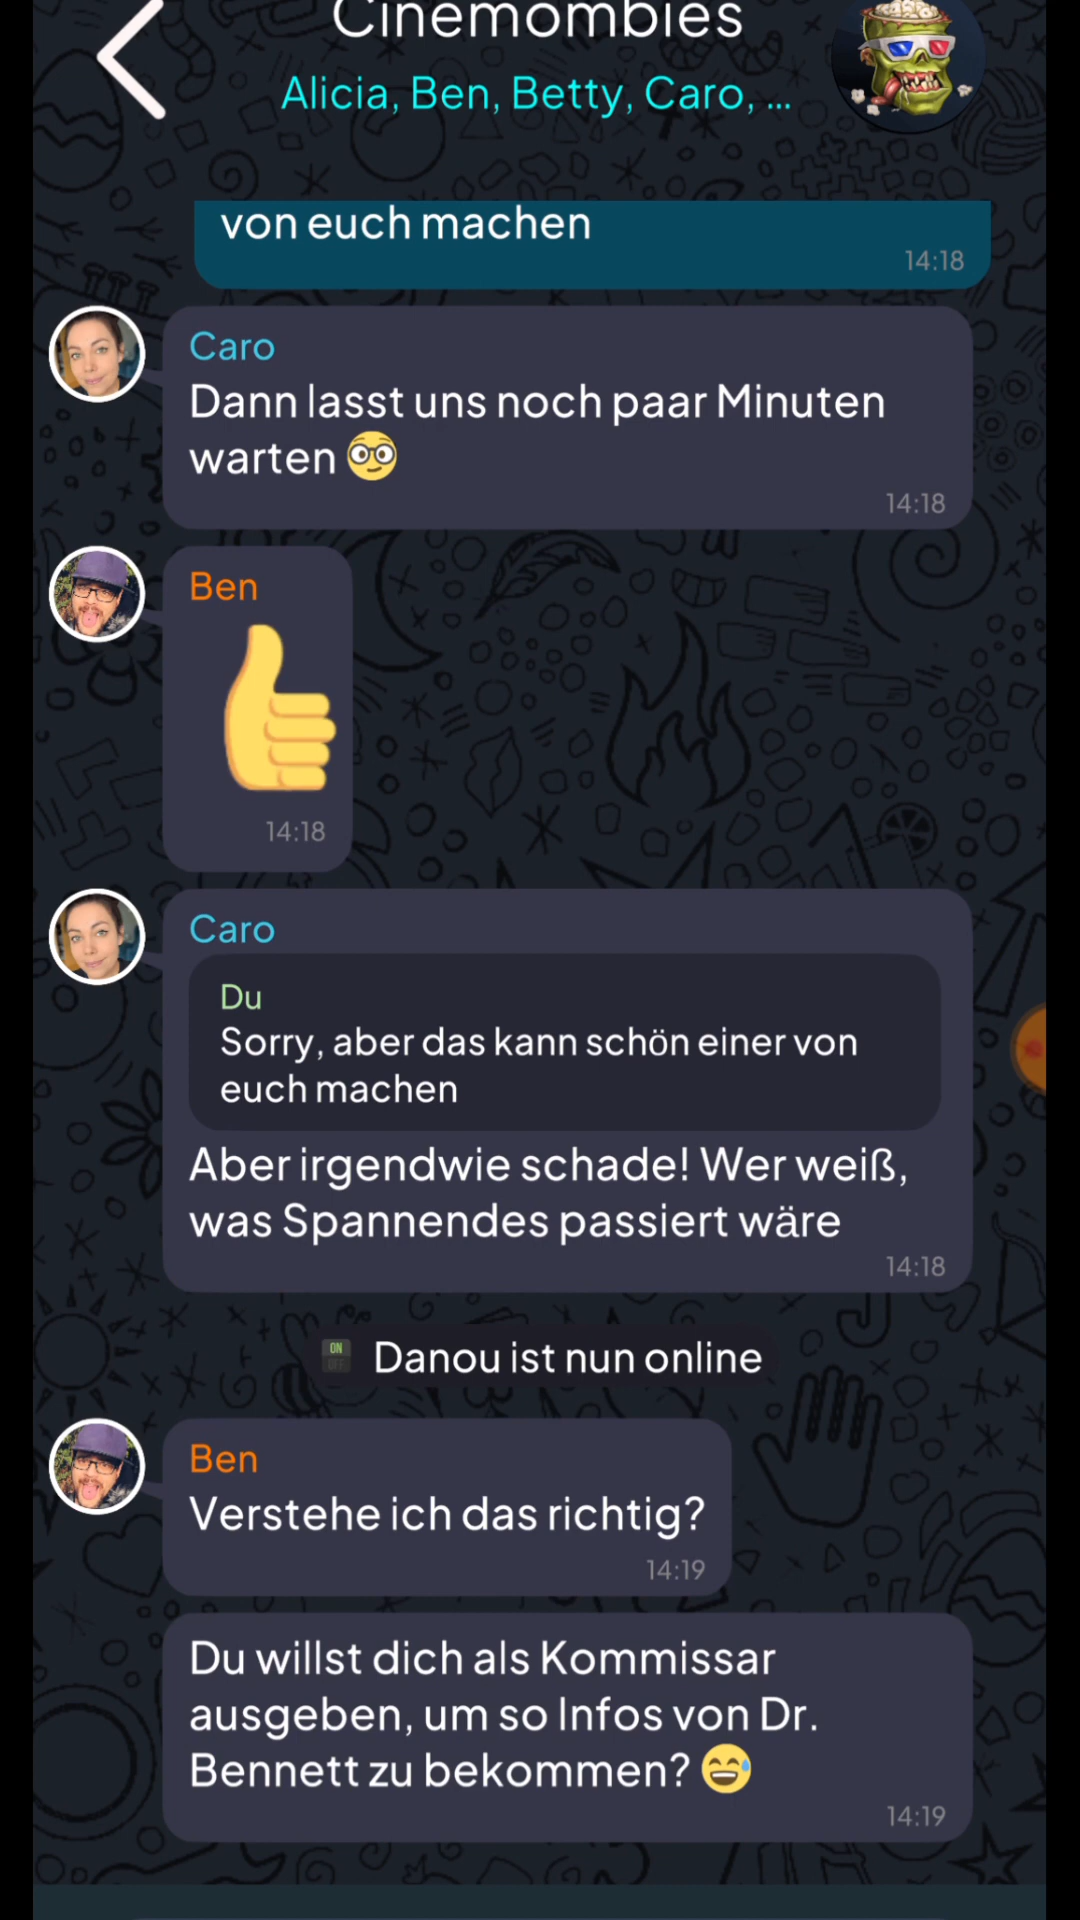 Cinemombies
Alicia, Ben, Betty, Caro, ...
von euch machen
14:18
Caro
Dann lasst uns noch paar Minuten
warten
14:18
Ben
14:18
Caro
Du
Sorry, aber das kann schön einer von
euch machen
Aber irgendwie schade! Wer weiß,
was Spannendes passiert wäre
14:18
ON
OFF
Danou ist nun online
Ben
Verstehe ich das richtig?
14:19
Du willst dich als Kommissar
ausgeben, um so Infos von Dr.
Bennett zu bekommen?
14:19